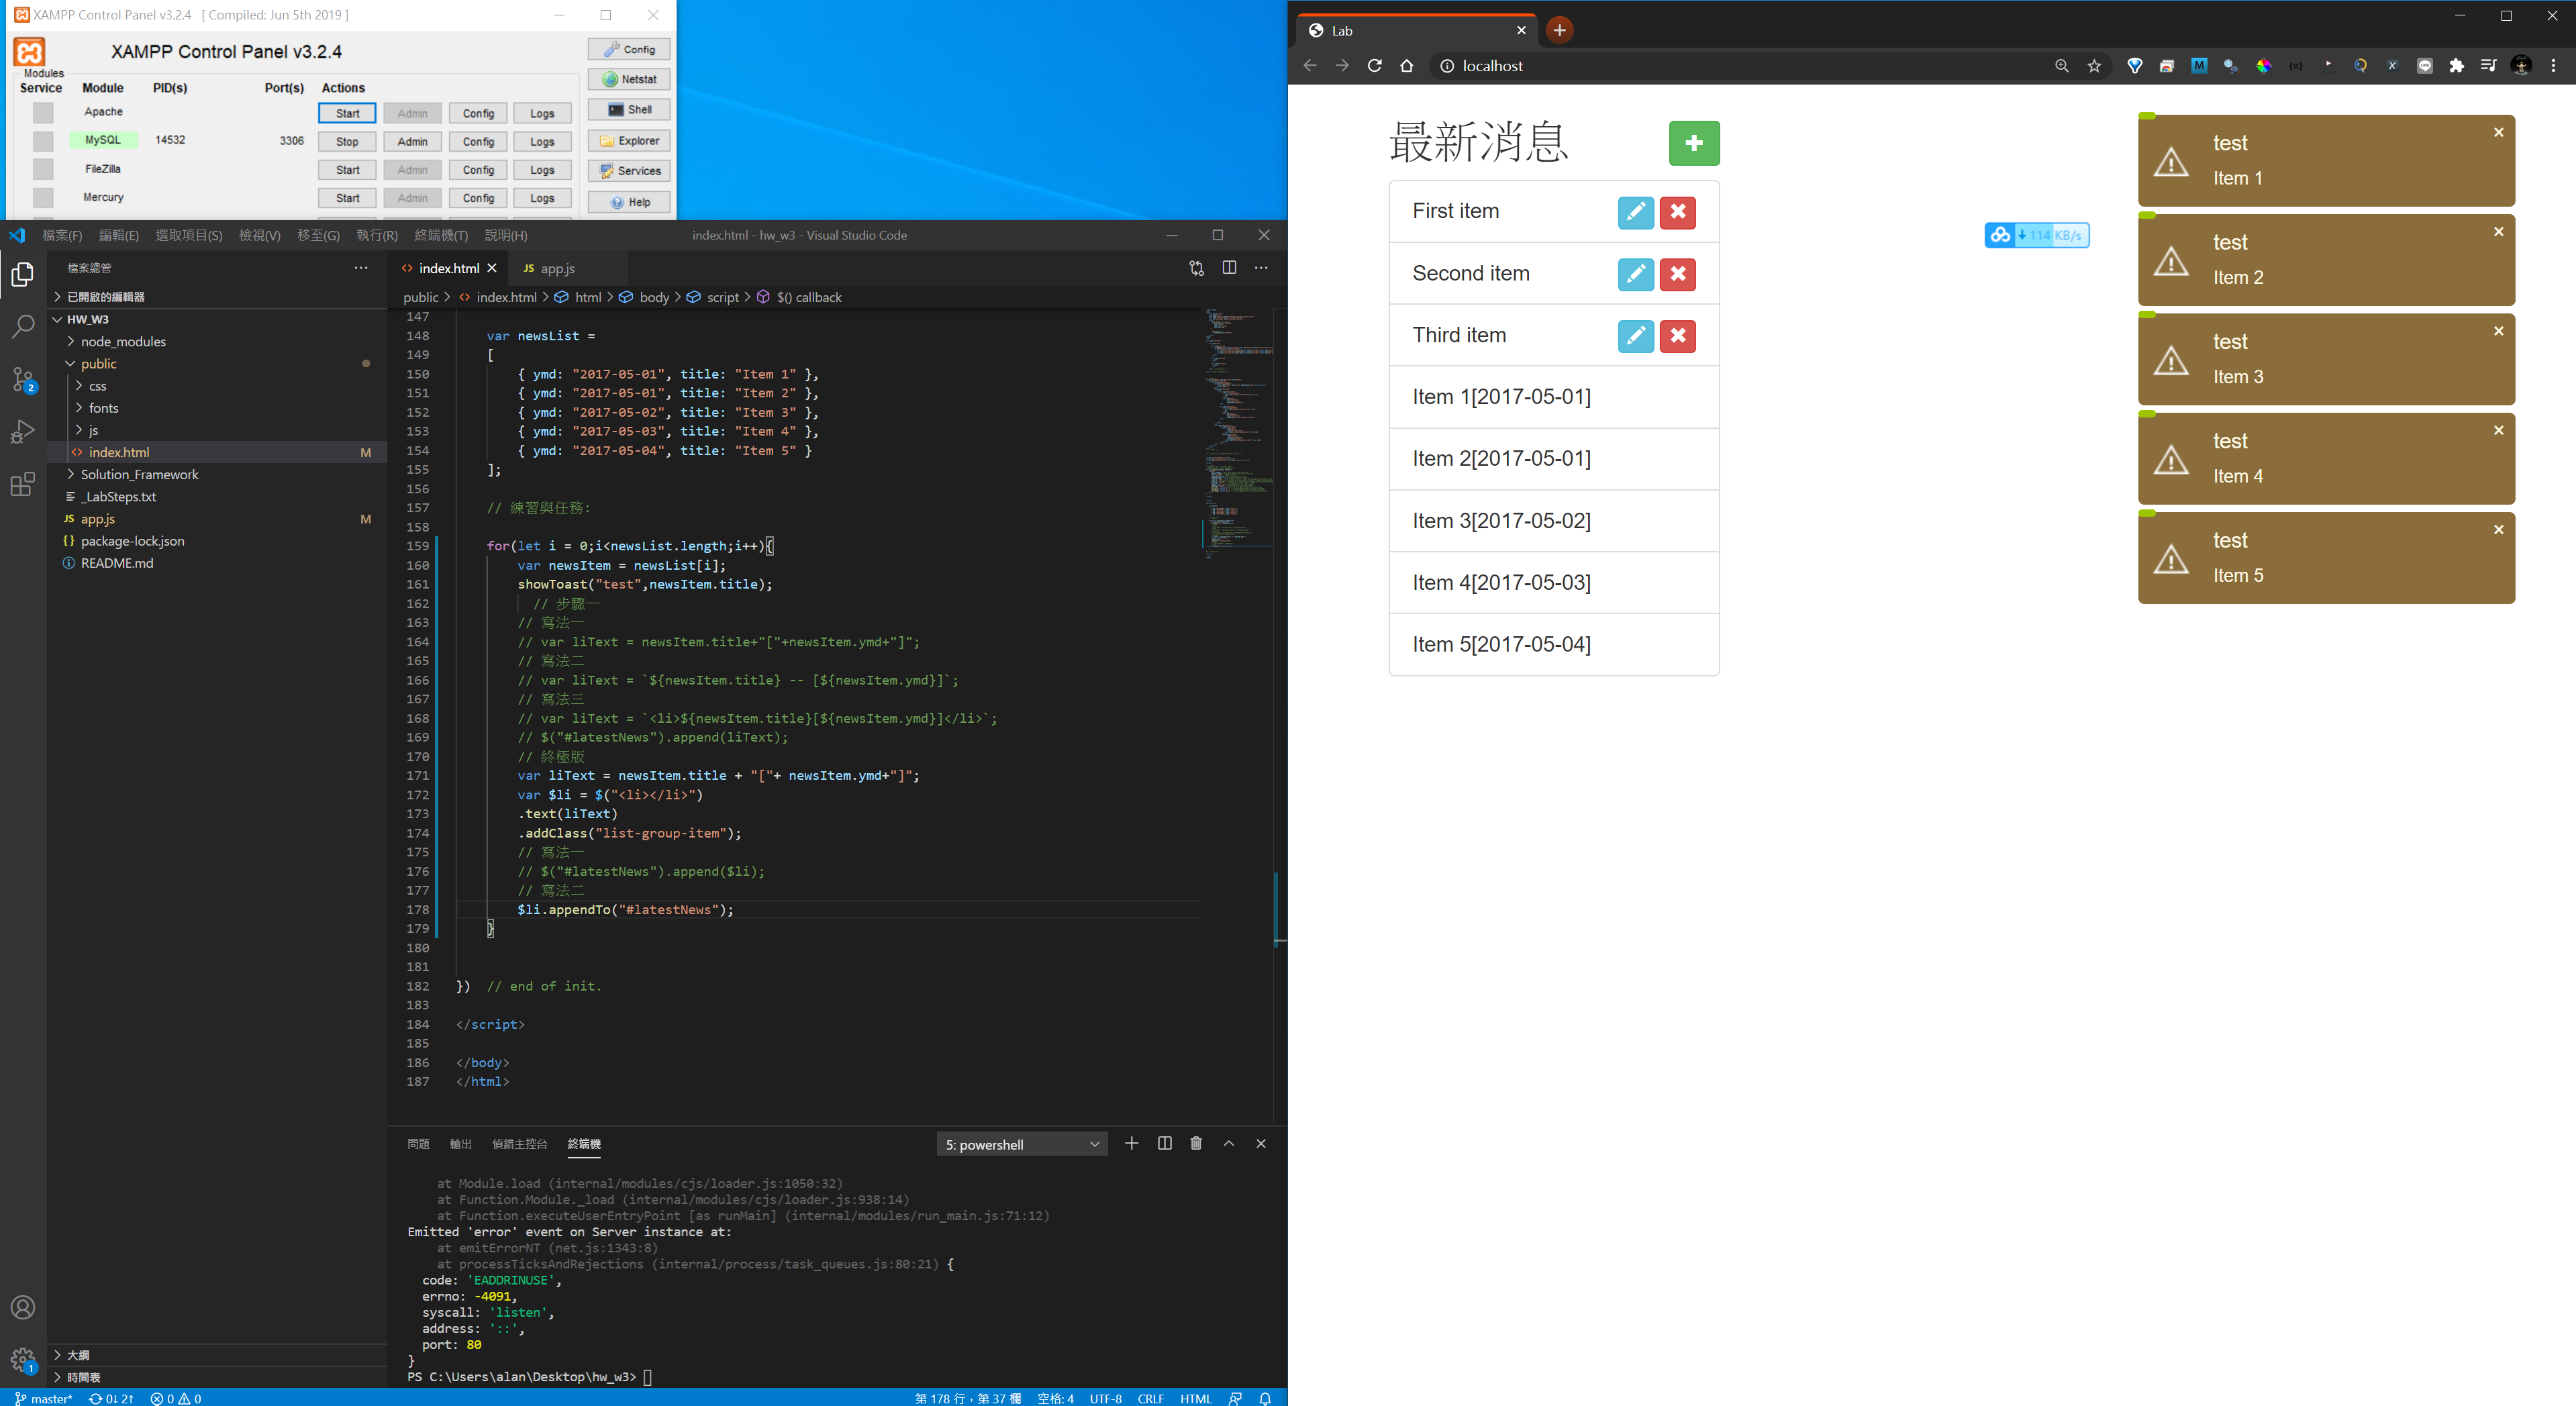 XAMPP Control Panel v3.2.4 [ Compiled: Jun 5th 2019 ]
XAMPP Control Panel v3.2.4
Config
Modules
Service Module PID(s) Port(s) Actions
Netstat
Apache Start Admin Config Logs
Shell
MySQL 14532 3306 Stop Admin Config Logs
Explorer
FileZilla Start Admin Config Logs
Services
Mercury Start Admin Config Logs
Help
檔案(F) 編輯(E) 選取項目(S) 檢視(V) 移至(G) 執行(R) 終端機(T) 說明(H) index.html - hw_w3 - Visual Studio Code
檔案總管
已開啟的編輯器
HW_W3
node_modules
public
css
fonts
js
index.html M
Solution_Framework
_LabSteps.txt
JS app.js M
{} package-lock.json
README.md
大綱
時間表
2
1
index.html
JS app.js
public > index.html > html > body > script > $() callback
147
148 var newsList =
149 [
150 { ymd: "2017-05-01", title: "Item 1" },
151 { ymd: "2017-05-01", title: "Item 2" },
152 { ymd: "2017-05-02", title: "Item 3" },
153 { ymd: "2017-05-03", title: "Item 4" },
154 { ymd: "2017-05-04", title: "Item 5" }
155 ];
156
157 // 練習與任務:
158
159 for(let i = 0;i<newsList.length;i++){
160 var newsItem = newsList[i];
161 showToast("test",newsItem.title);
162 // 步驟一
163 // 寫法一
164 // var liText = newsItem.title+"["+newsItem.ymd+"]";
165 // 寫法二
166 // var liText = `${newsItem.title} -- [${newsItem.ymd}]`;
167 // 寫法三
168 // var liText = `<li>${newsItem.title}[${newsItem.ymd}]</li>`;
169 // $("#latestNews").append(liText);
170 // 終極版
171 var liText = newsItem.title + "["+ newsItem.ymd+"]";
172 var $li = $("<li></li>")
173 .text(liText)
174 .addClass("list-group-item");
175 // 寫法一
176 // $("#latestNews").append($li);
177 // 寫法二
178 $li.appendTo("#latestNews");
179 }
180
181
182 }) // end of init.
183
184 </script>
185
186 </body>
187 </html>
問題 輸出 偵錯主控台 終端機 5: powershell
at Module.load (internal/modules/cjs/loader.js:1050:32)
at Function.Module._load (internal/modules/cjs/loader.js:938:14)
at Function.executeUserEntryPoint [as runMain] (internal/modules/run_main.js:71:12)
Emitted 'error' event on Server instance at:
at emitErrorNT (net.js:1343:8)
at processTicksAndRejections (internal/process/task_queues.js:80:21) {
code: 'EADDRINUSE',
errno: -4091,
syscall: 'listen',
address: '::',
port: 80
}
PS C:\Users\alan\Desktop\hw_w3>
master* 0↓ 2↑ 0 0 第 178 行，第 37 欄 空格: 4 UTF-8 CRLF HTML
Lab
localhost
最新消息
First item
Second item
Third item
Item 1[2017-05-01]
Item 2[2017-05-01]
Item 3[2017-05-02]
Item 4[2017-05-03]
Item 5[2017-05-04]
114 KB/s
test
Item 1
test
Item 2
test
Item 3
test
Item 4
test
Item 5